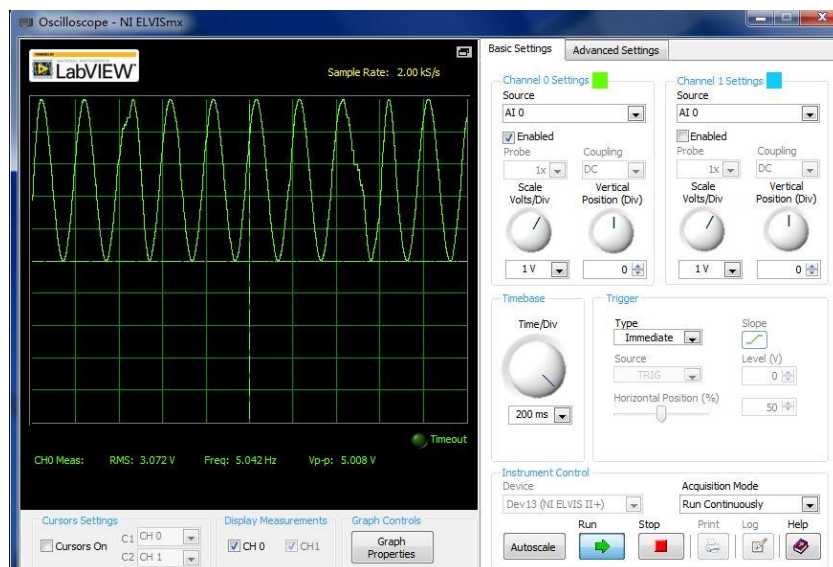 Oscilloscope - NI ELVISmx
LabVIEW
Sample Rate: 2.00 kS/s
Timeout
CH0 Meas: RMS: 3.072 V Freq: 5.042 Hz Vp-p: 5.008 V
Cursors Settings
Cursors On
C1 CH 0
C2 CH 1
Display Measurements
CH 0 CH1
Graph Controls
Graph
Properties
Basic Settings Advanced Settings
Channel 0 Settings
Source
AI 0
Enabled
Probe Coupling
1x DC
Scale Vertical
Volts/Div Position (Div)
1 V 0
Channel 1 Settings
Source
AI 0
Enabled
Probe Coupling
1x DC
Scale Vertical
Volts/Div Position (Div)
1 V 0
Timebase
Time/Div
200 ms
Trigger
Type Slope
Immediate
Source Level (V)
TRIG 0
Horizontal Position (%)
50
Instrument Control
Device Acquisition Mode
Dev13 (NI ELVIS II+) Run Continuously
Run Stop Print Log Help
Autoscale